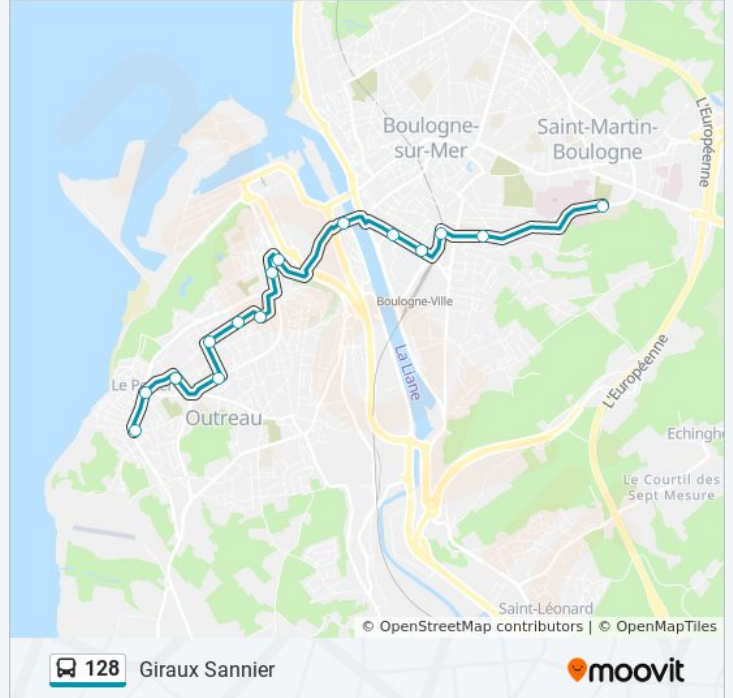 Boulogne-
sur-Mer
Saint-Martin-
Boulogne
L'Européenne
Boulogne-Ville
La Liane
L'Européenne
Le
Outreau
Le Courtil des
Sept Mesure
Saint-Léonard
© OpenStreetMap contributors | © OpenMapTiles
128 Giraux Sannier
moovit